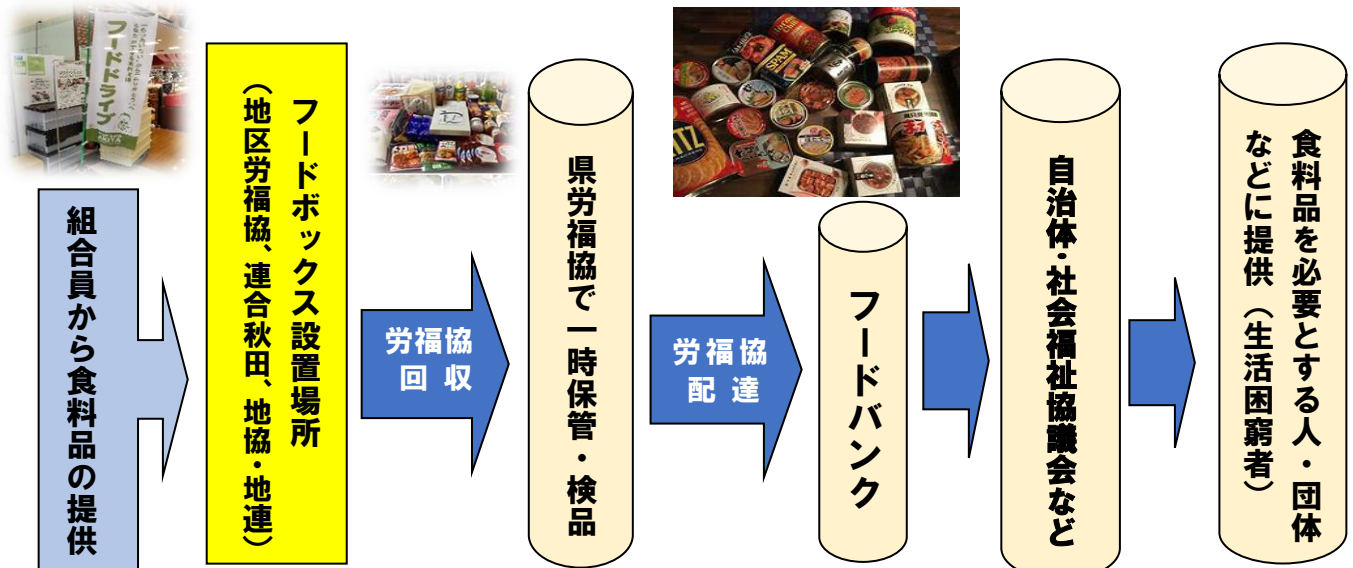 フードドライブ
組合員から食料品の提供
フードボックス設置場所
（地区労福協、連合秋田、地協・地連）
労福協
回 収
県労福協で一時保管・検品
SPAM
労福協
配 達
フードバンク
自治体・社会福祉協議会など
食料品を必要とする人・団体
などに提供（生活困窮者）